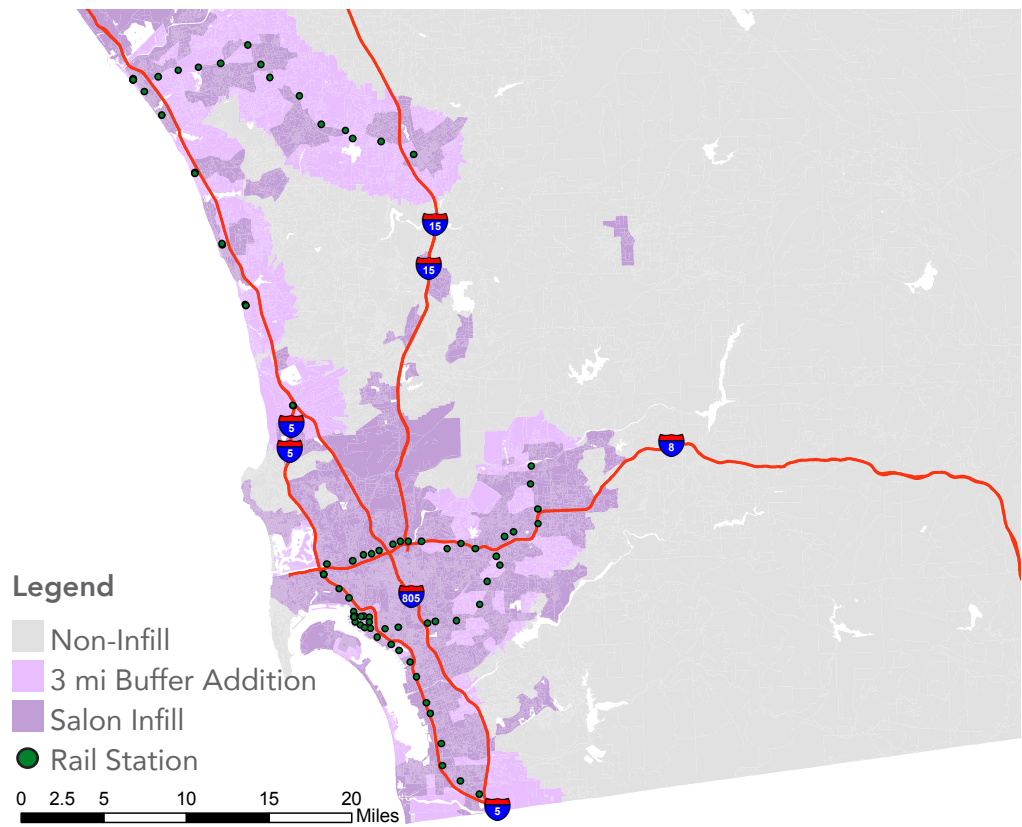 15
15
5
5
8
805
Legend
Non-Infill
3 mi Buffer Addition
Salon Infill
Rail Station
0 2.5 5 10 15 20
Miles
5